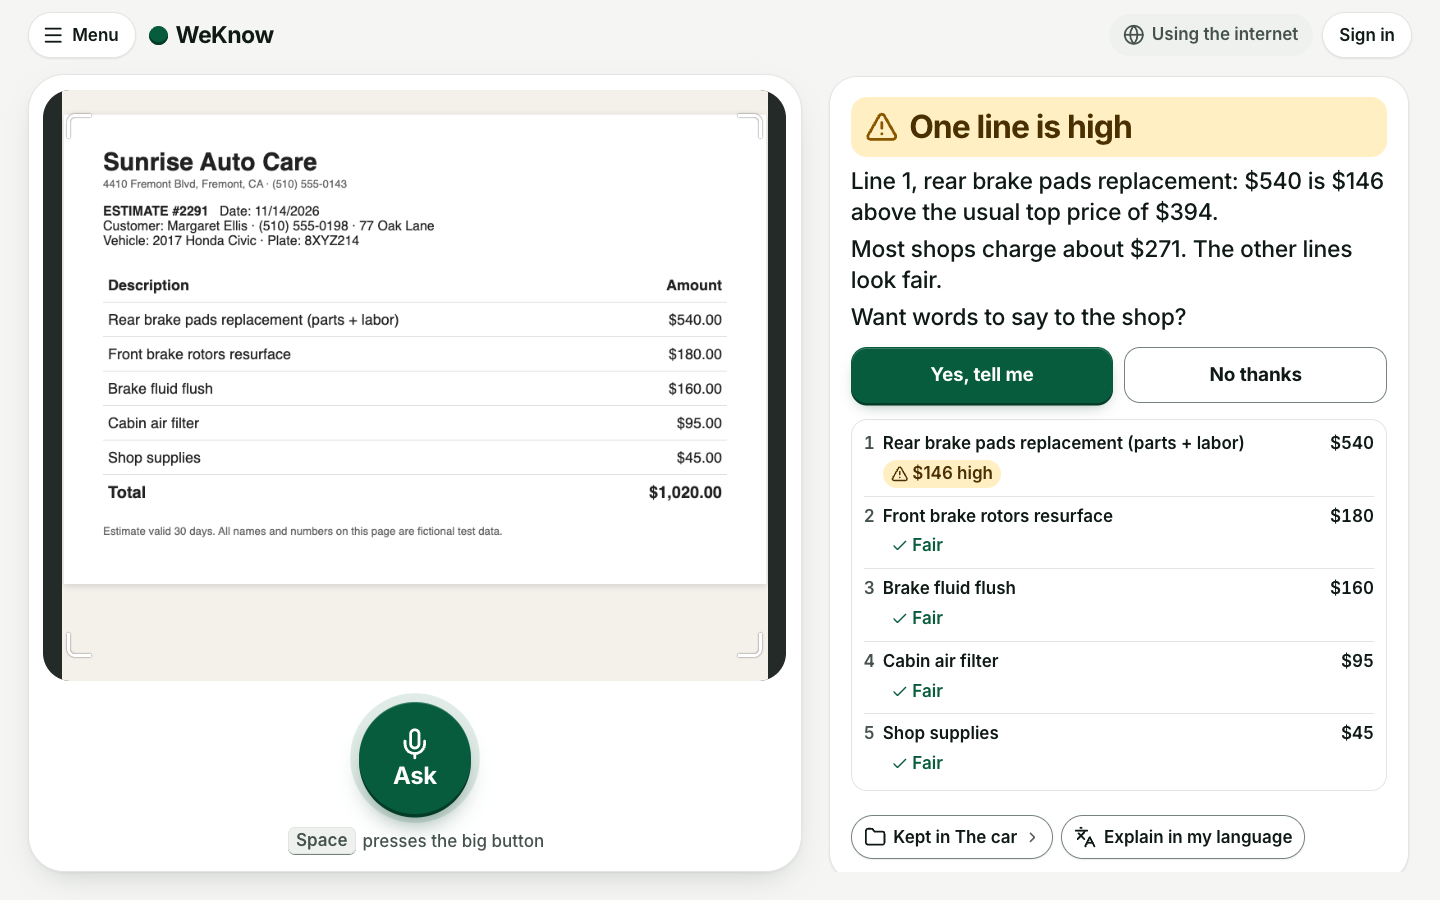 Menu
WeKnow
Using the internet
Sign in
Sunrise Auto Care
4410 Fremont Blvd, Fremont, CA · (510) 555-0143
ESTIMATE #2291 Date: 11/14/2026
Customer: Margaret Ellis · (510) 555-0198 · 77 Oak Lane
Vehicle: 2017 Honda Civic · Plate: 8XYZ214
Description Amount
Rear brake pads replacement (parts + labor) $540.00
Front brake rotors resurface $180.00
Brake fluid flush $160.00
Cabin air filter $95.00
Shop supplies $45.00
Total $1,020.00
Estimate valid 30 days. All names and numbers on this page are fictional test data.
Ask
Space presses the big button
One line is high
Line 1, rear brake pads replacement: $540 is $146
above the usual top price of $394.
Most shops charge about $271. The other lines
look fair.
Want words to say to the shop?
Yes, tell me
No thanks
1 Rear brake pads replacement (parts + labor) $540
$146 high
2 Front brake rotors resurface $180
Fair
3 Brake fluid flush $160
Fair
4 Cabin air filter $95
Fair
5 Shop supplies $45
Fair
Kept in The car
Explain in my language